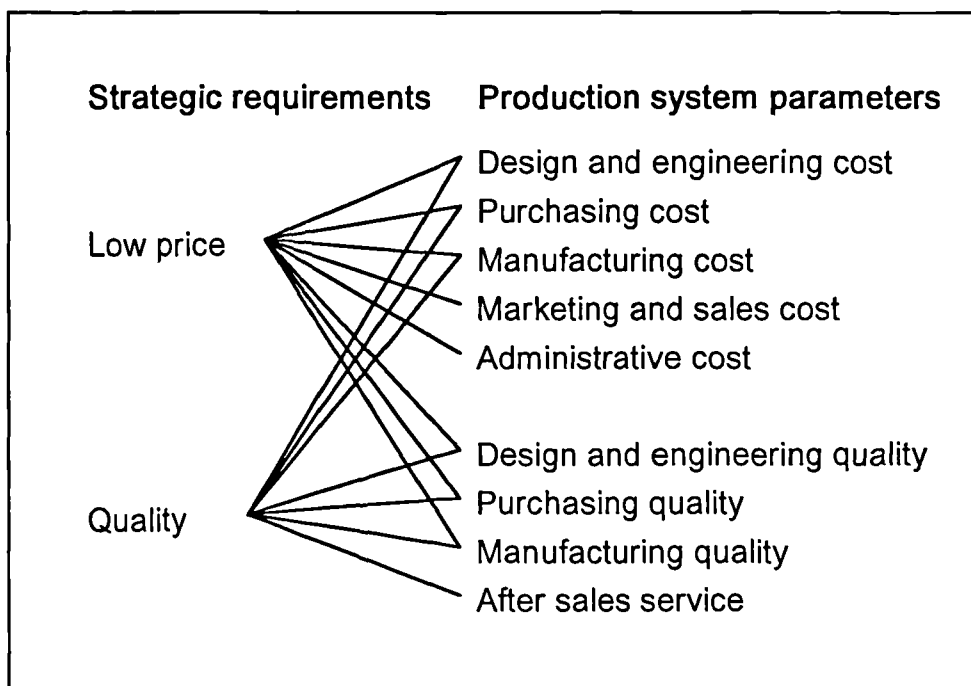 Strategic requirements
Production system parameters
Low price
Design and engineering cost
Purchasing cost
Manufacturing cost
Marketing and sales cost
Administrative cost
Quality
Design and engineering quality
Purchasing quality
Manufacturing quality
After sales service